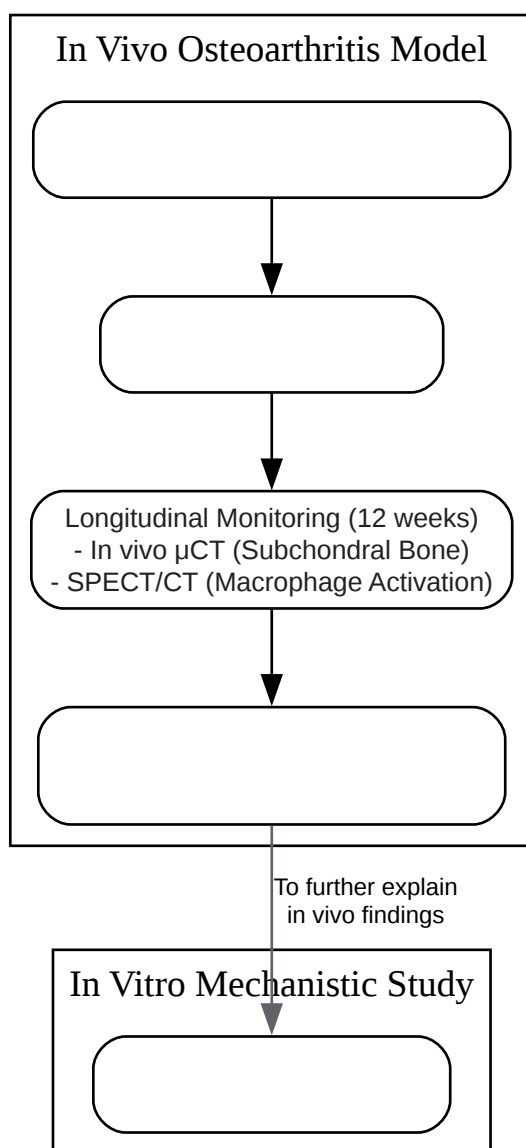 In Vivo Osteoarthritis Model
Longitudinal Monitoring (12 weeks)
- In vivo μCT (Subchondral Bone)
- SPECT/CT (Macrophage Activation)
To further explain
in vivo findings
In Vitro Mechanistic Study